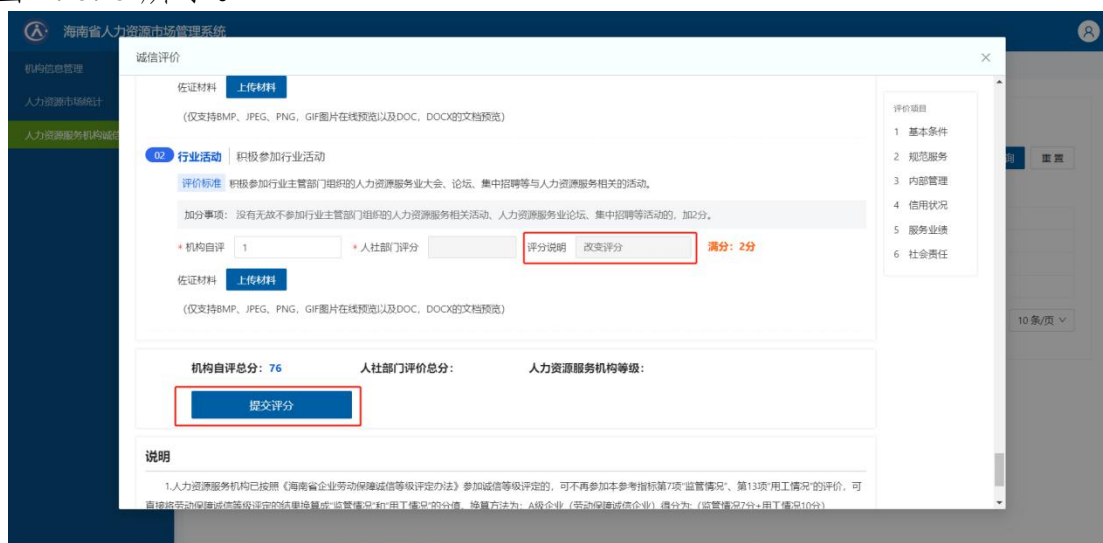 海南省人力资源市场管理系统
诚信评价
机构信息管理
人力资源市场统计
人力资源服务机构诚信
佐证材料 上传材料
(仅支持BMP、JPEG、PNG，GIF图片在线预览以及DOC，DOCX的文档预览)
评价项目
1 基本条件
2 规范服务
3 内部管理
4 信用状况
5 服务业绩
6 社会责任
02 行业活动 积极参加行业活动
询 重置
评价标准 积极参加行业主管部门组织的人力资源服务业大会、论坛、集中招聘等与人力资源服务相关的活动。
加分事项： 没有无故不参加行业主管部门组织的人力资源服务相关活动、人力资源服务业论坛、集中招聘等活动的，加2分。
* 机构自评 1 * 人社部门评分 评分说明 改变评分 满分：2分
佐证材料 上传材料
(仅支持BMP、JPEG、PNG，GIF图片在线预览以及DOC，DOCX的文档预览)
10 条/页
机构自评总分：76 人社部门评价总分： 人力资源服务机构等级：
提交评分
说明
1.人力资源服务机构已按照《海南省企业劳动保障诚信等级评定办法》参加诚信等级评定的，可不再参加本参考指标第7项“监管情况”、第13项“用工情况”的评价，可
直接将劳动保障诚信等级评定的结果换算成“监管情况”和“用工情况”的分值。换算方法为：A级企业（劳动保障诚信企业）得分为:（监管情况7分+用工情况10分）